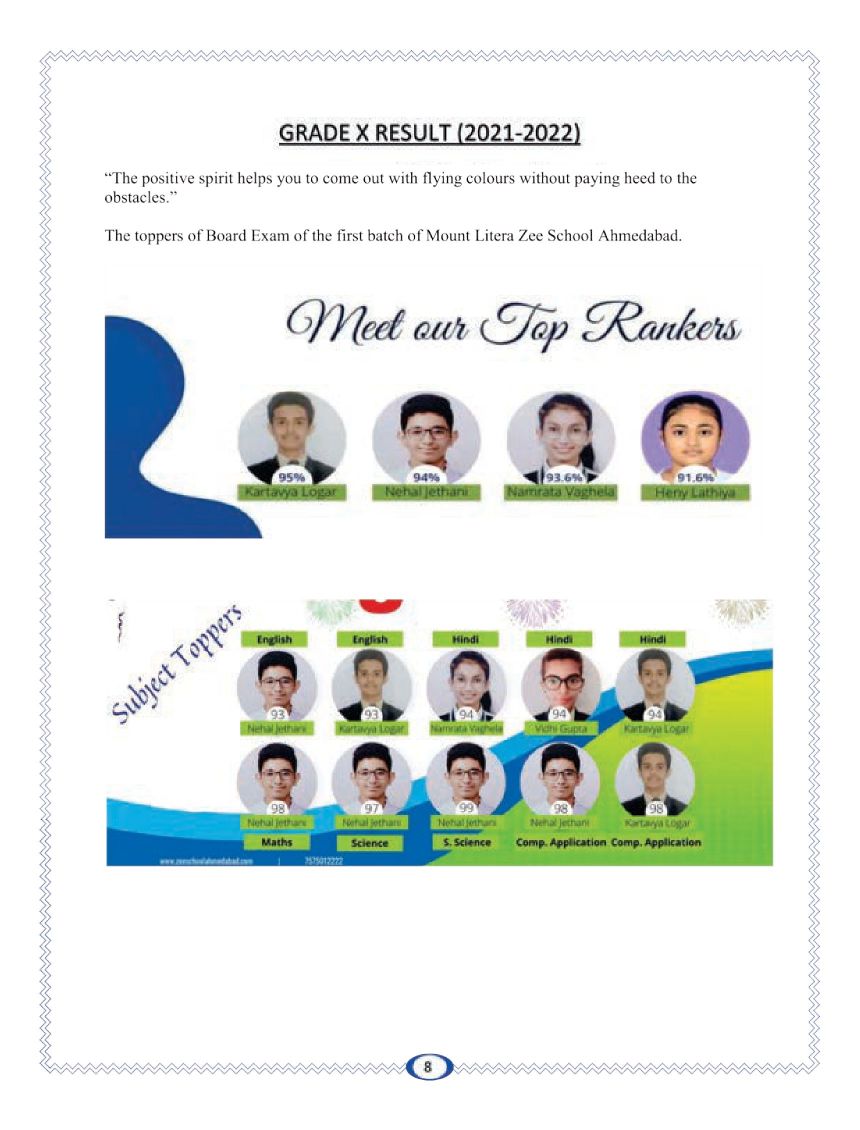 GRADE X RESULT (2021-2022)
“The positive spirit helps you to come out with flying colours without paying heed to the
obstacles.”
The toppers of Board Exam of the first batch of Mount Litera Zee School Ahmedabad.
Meet our Top Rankers
95% 94% 93.6% 91.6%
Kartavya Logar Nehal Jethani Namrata Vaghela Heny Lathiya
Subject Toppers
English English Hindi Hindi Hindi
93 93 94 94 94
Nehal Jethani Kartavya Logar Namrata Vaghela Vidhi Gupta Kartavya Logar
98 97 99 98 98
Nehal Jethani Nehal Jethani Nehal Jethani Nehal Jethani Kartavya Logar
Maths Science S. Science Comp. Application Comp. Application
www.zeeschoolahmedabad.com | 7575012222
8